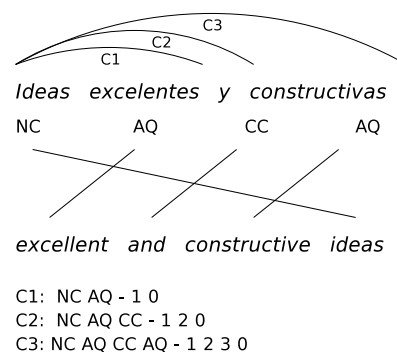 C3
C2
C1
Ideas excelentes y constructivas
NC AQ CC AQ
excellent and constructive ideas
C1: NC AQ - 1 0
C2: NC AQ CC - 1 2 0
C3: NC AQ CC AQ - 1 2 3 0